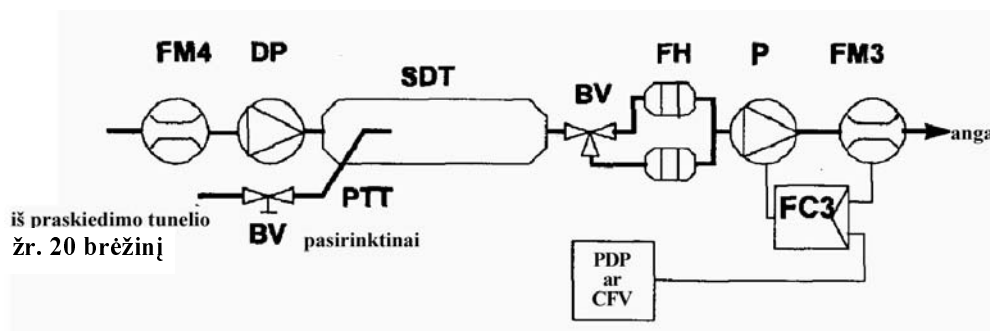 FM4
DP
SDT
BV
FH
P
FM3
anga
PTT
iš praskiedimo tunelio
žr. 20 brėžinį
BV
pasirinktinai
FC3
PDP
ar
CFV